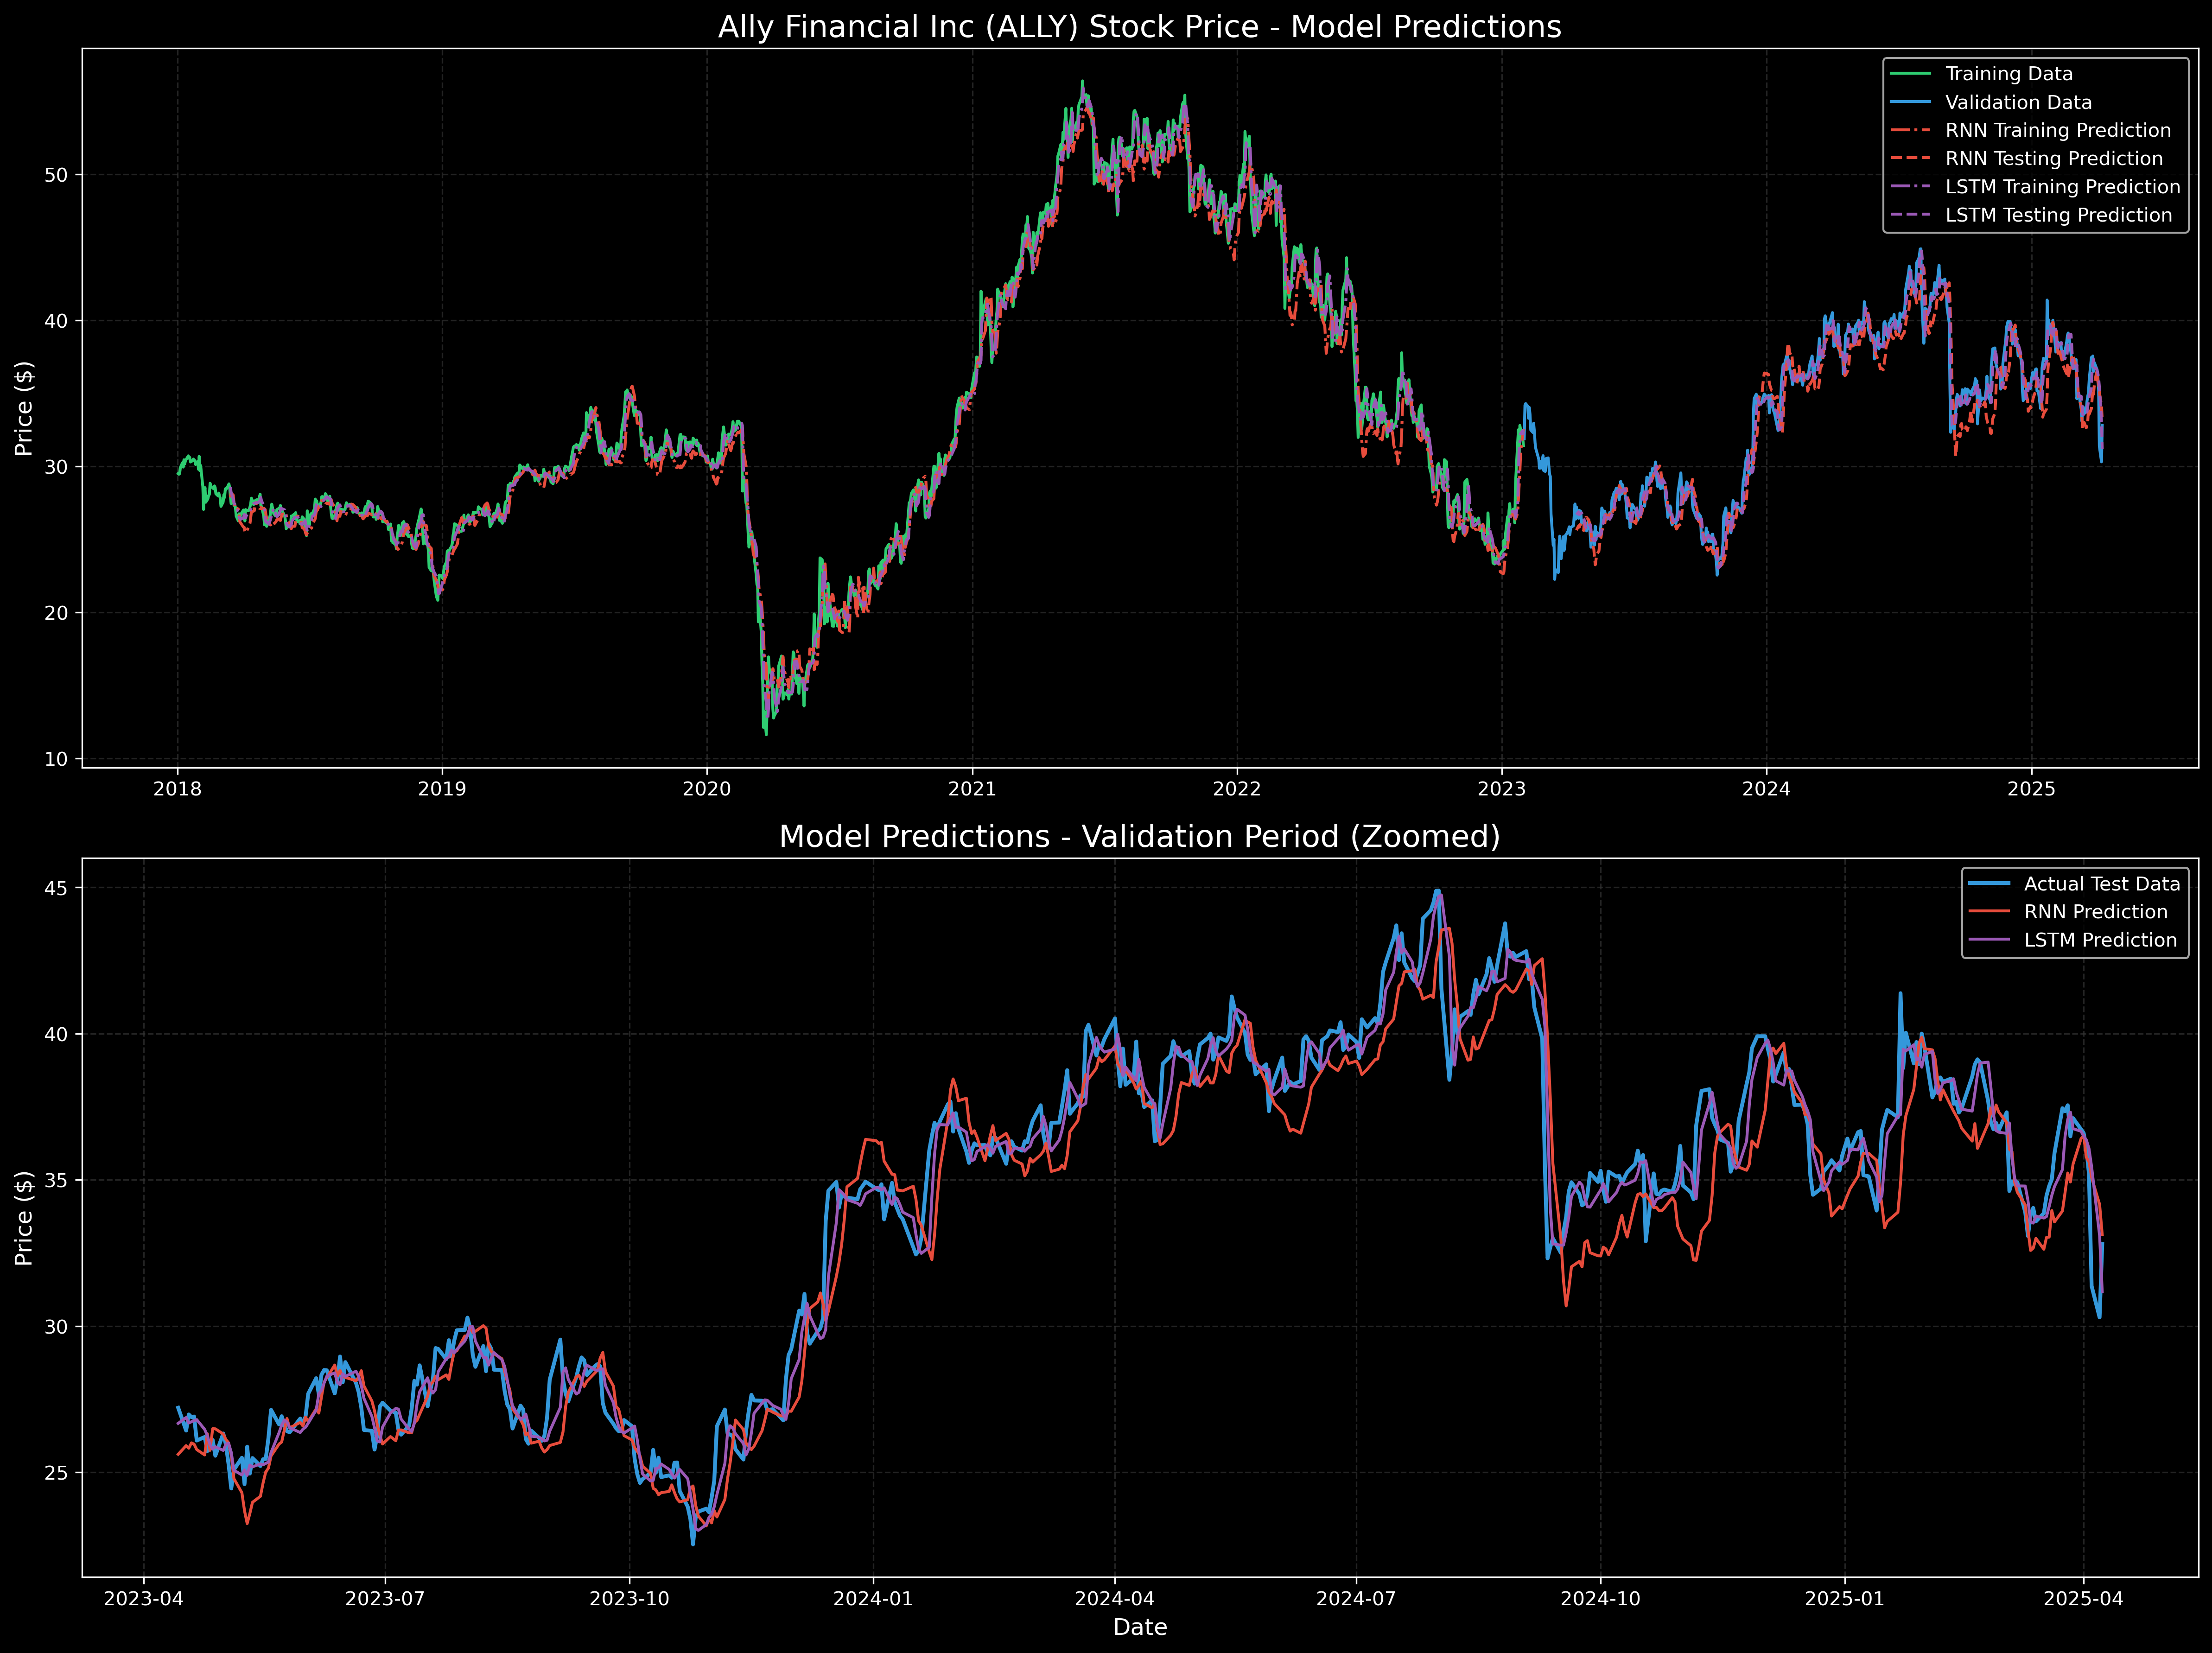 Ally Financial Inc (ALLY) Stock Price - Model Predictions
Training Data
Validation Data
RNN Training Prediction
RNN Testing Prediction
LSTM Training Prediction
LSTM Testing Prediction
Price ($)
50
40
30
20
10
2018 2019 2020 2021 2022 2023 2024 2025
Model Predictions - Validation Period (Zoomed)
Actual Test Data
RNN Prediction
LSTM Prediction
Price ($)
45
40
35
30
25
2023-04 2023-07 2023-10 2024-01 2024-04 2024-07 2024-10 2025-01 2025-04
Date